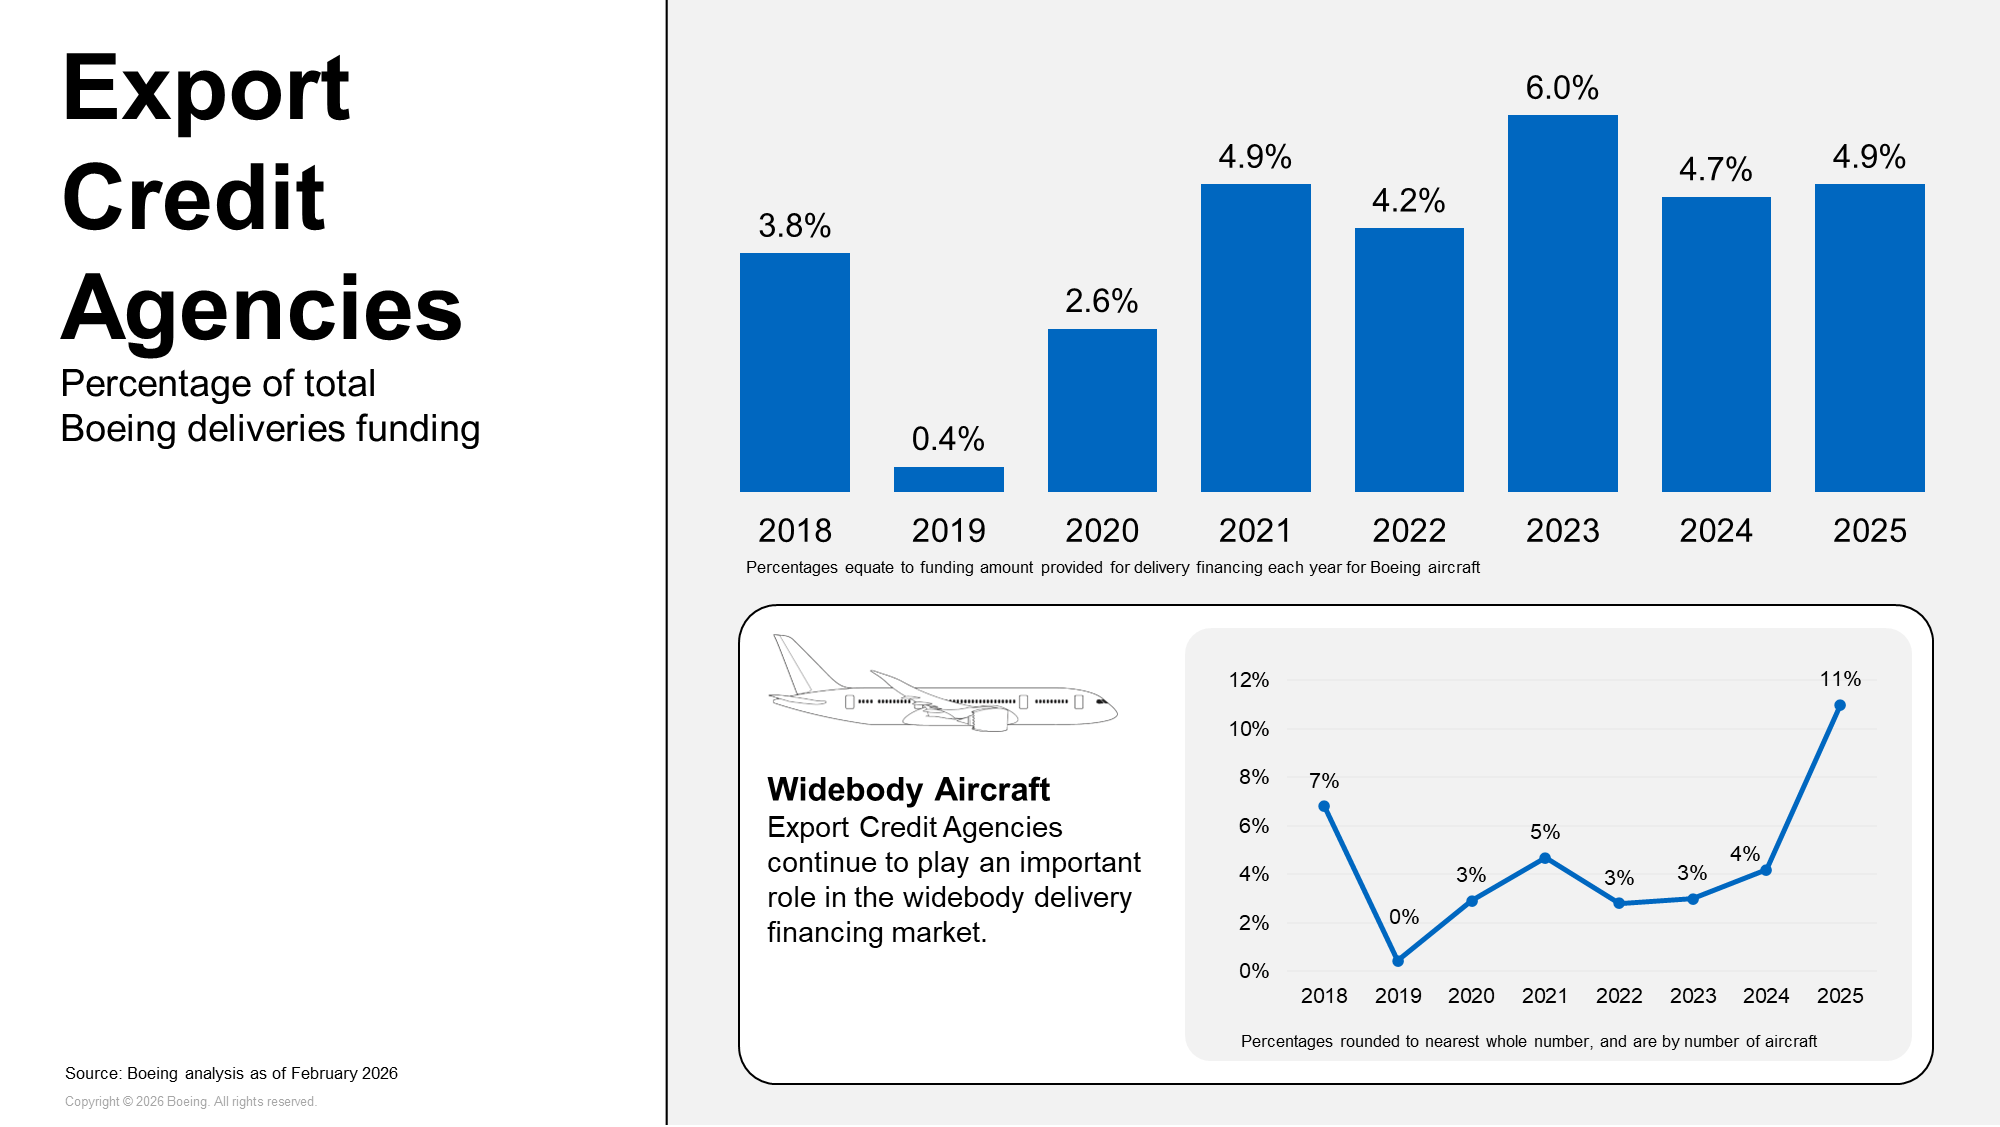 Export
Credit
Agencies
Percentage of total
Boeing deliveries funding
Source: Boeing analysis as of February 2026
Copyright © 2026 Boeing. All rights reserved.
3.8%
0.4%
2.6%
4.9%
4.2%
6.0%
4.7%
4.9%
2018 2019 2020 2021 2022 2023 2024 2025
Percentages equate to funding amount provided for delivery financing each year for Boeing aircraft
Widebody Aircraft
Export Credit Agencies
continue to play an important
role in the widebody delivery
financing market.
12%
10%
8%
6%
4%
2%
0%
7%
0%
3%
5%
3%
3%
4%
11%
2018 2019 2020 2021 2022 2023 2024 2025
Percentages rounded to nearest whole number, and are by number of aircraft